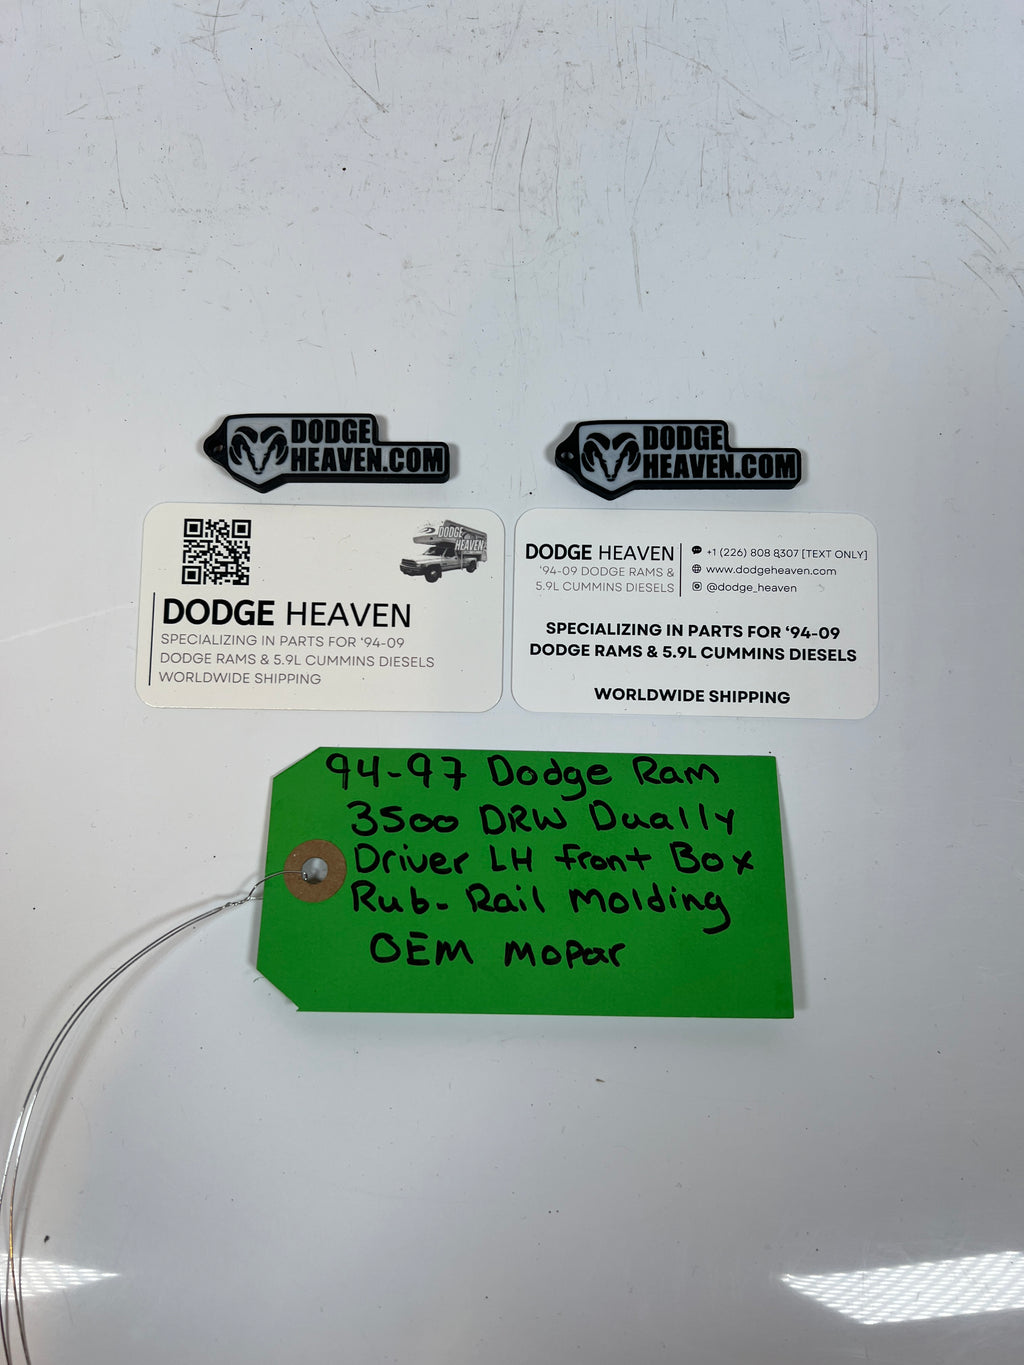 DODGE
HEAVEN.COM
DODGE
HEAVEN.COM
DODGE
HEAVEN
DODGE HEAVEN
SPECIALIZING IN PARTS FOR ‘94-09
DODGE RAMS & 5.9L CUMMINS DIESELS
WORLDWIDE SHIPPING
DODGE HEAVEN
‘94-09 DODGE RAMS &
5.9L CUMMINS DIESELS
+1 (226) 808 8307 [TEXT ONLY]
www.dodgeheaven.com
@dodge_heaven
SPECIALIZING IN PARTS FOR ‘94-09
DODGE RAMS & 5.9L CUMMINS DIESELS
WORLDWIDE SHIPPING
94-97 Dodge Ram
3500 DRW Dually
Driver LH front Box
Rub-Rail Molding
OEM Mopar